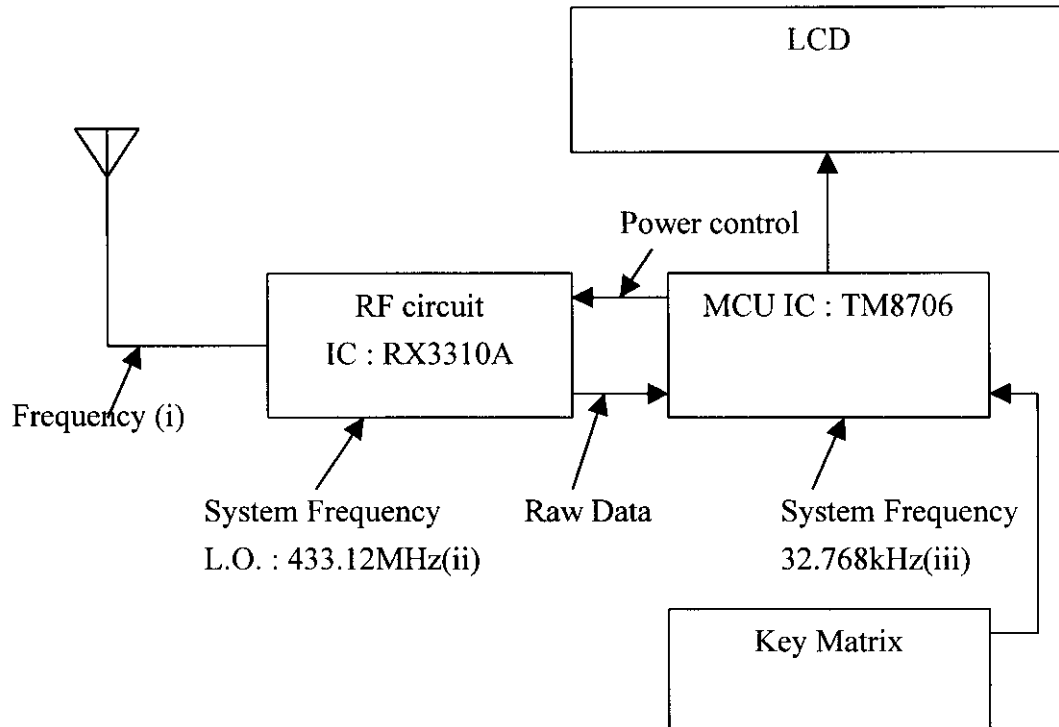 LCD
Power control
RF circuit
IC : RX3310A
MCU IC : TM8706
Frequency (i)
System Frequency
L.O. : 433.12MHz(ii)
Raw Data
System Frequency
32.768kHz(iii)
Key Matrix